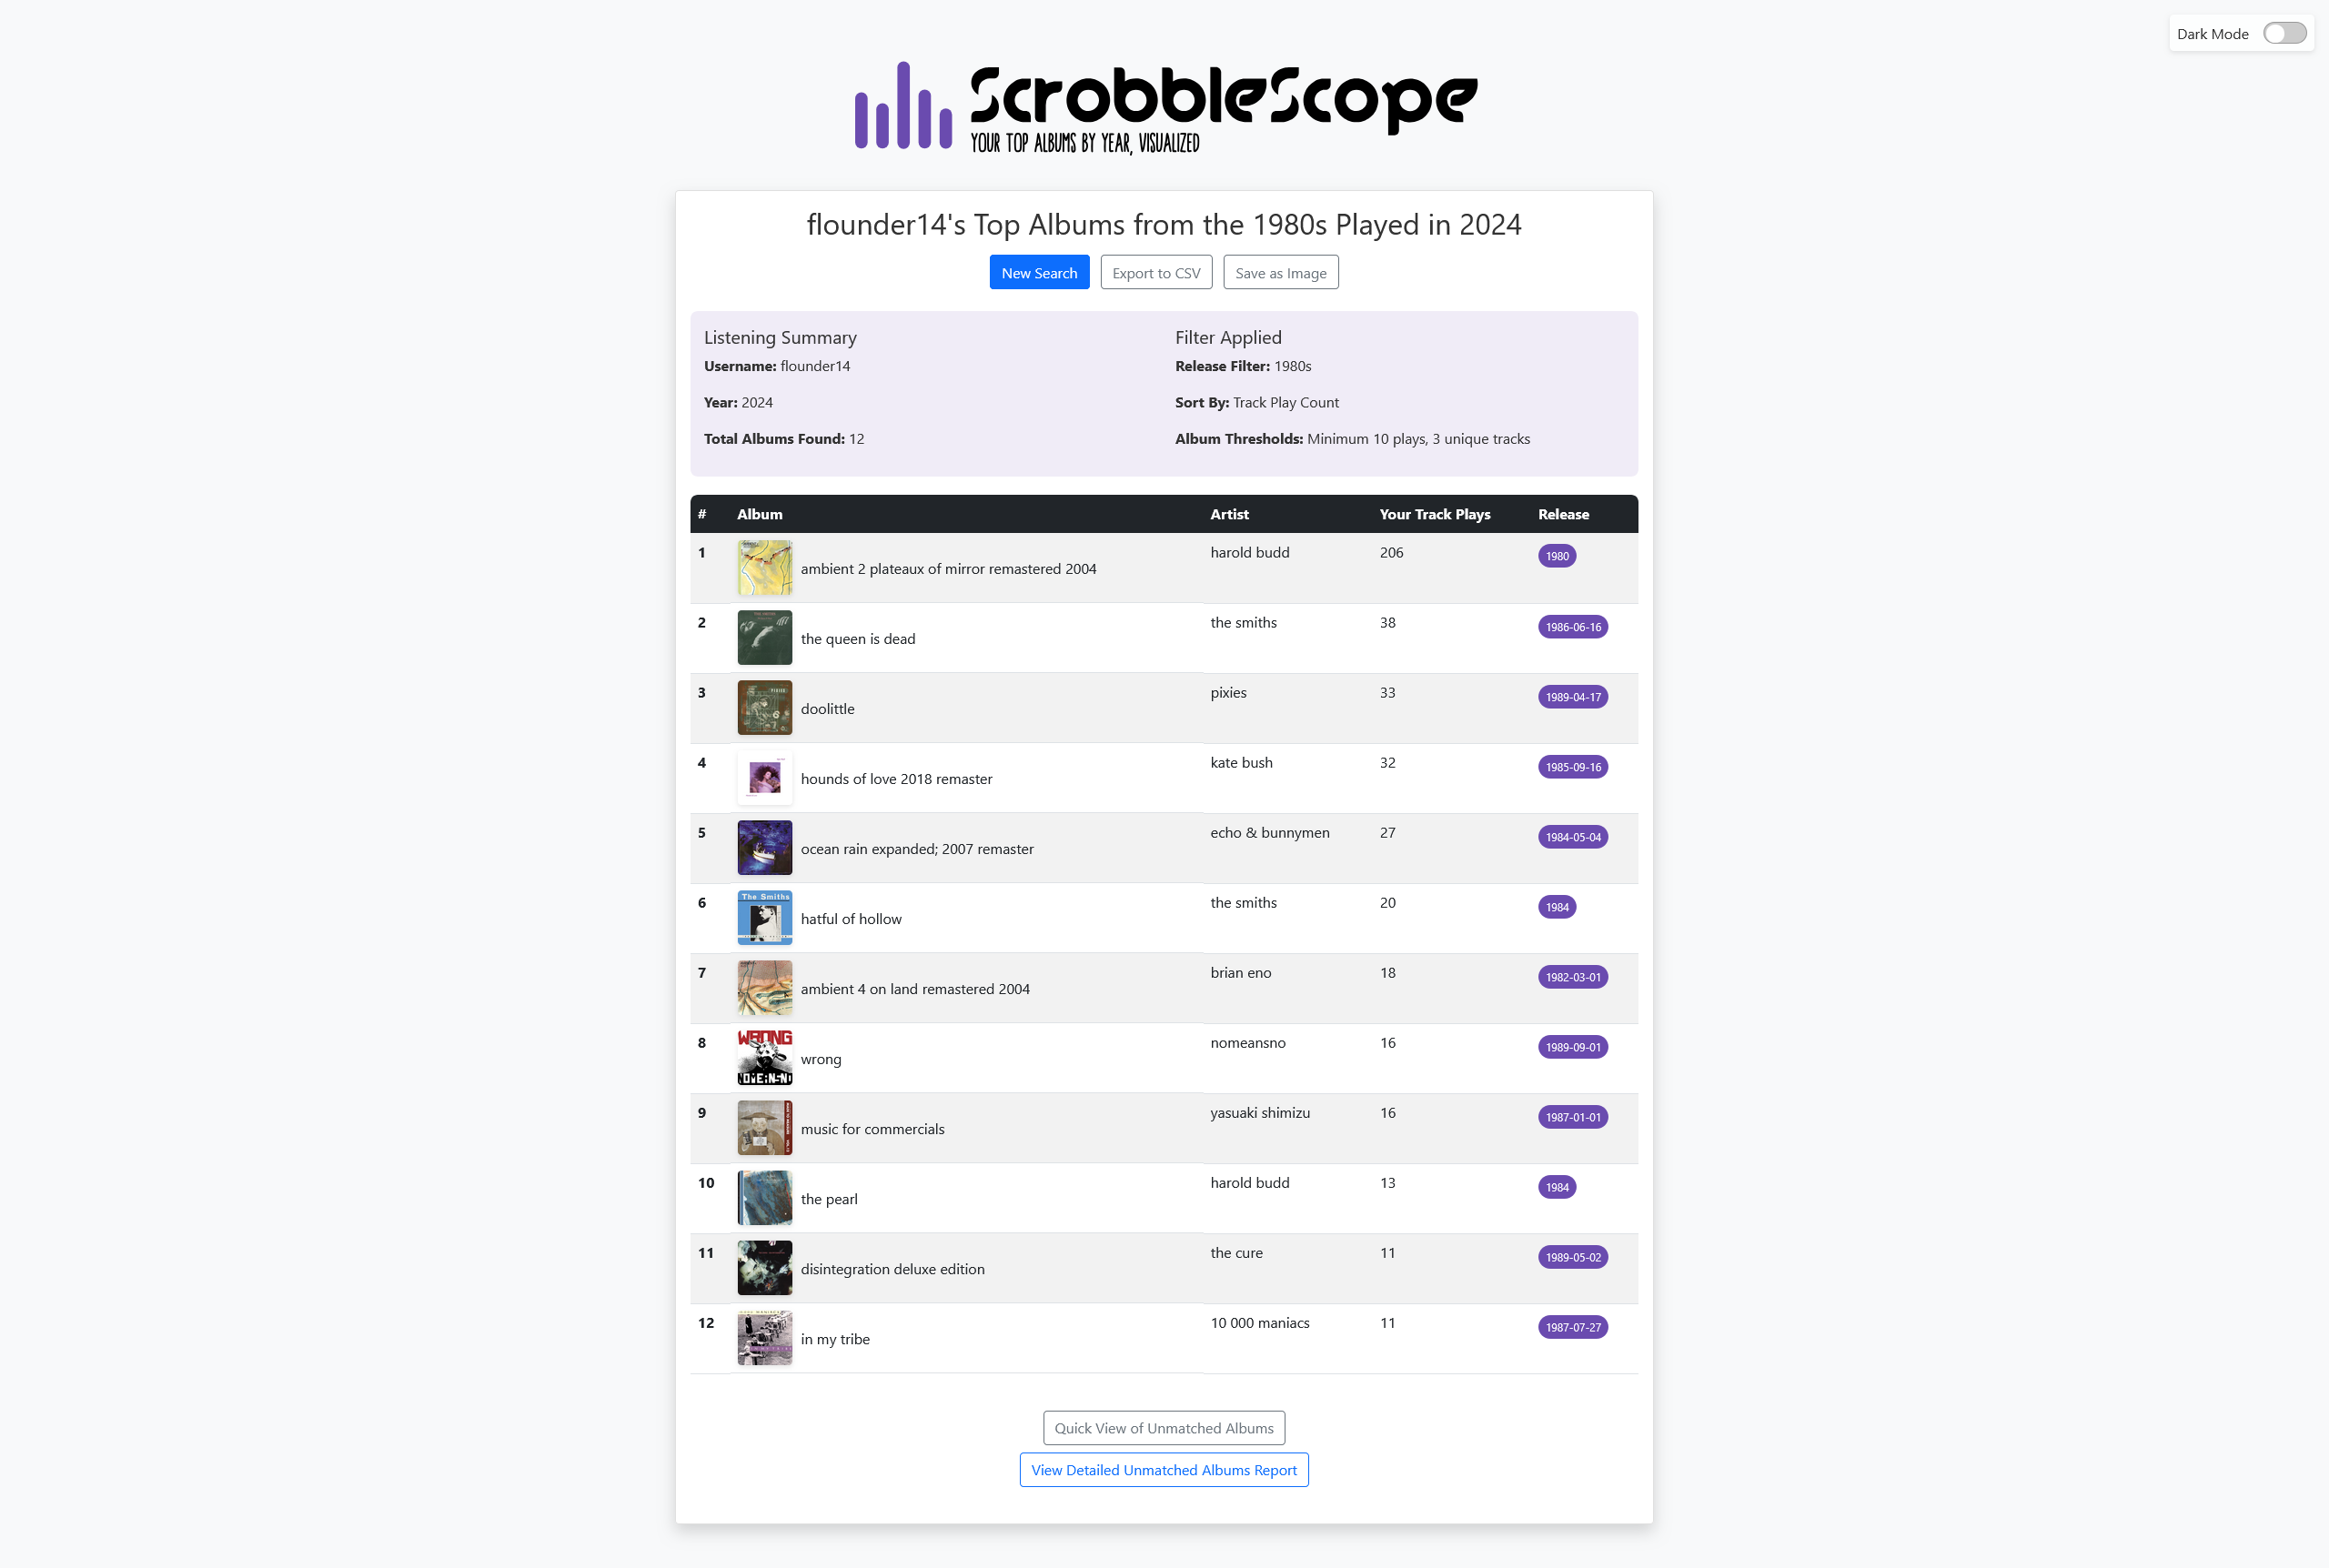 Dark Mode
ScrobbleScope
YOUR TOP ALBUMS BY YEAR, VISUALIZED
flounder14's Top Albums from the 1980s Played in 2024
New Search Export to CSV Save as Image
Listening Summary
Username: flounder14
Year: 2024
Total Albums Found: 12
Filter Applied
Release Filter: 1980s
Sort By: Track Play Count
Album Thresholds: Minimum 10 plays, 3 unique tracks
# Album Artist Your Track Plays Release
1 ambient 2 plateaux of mirror remastered 2004 harold budd 206 1980
2 the queen is dead the smiths 38 1986-06-16
3 doolittle pixies 33 1989-04-17
4 hounds of love 2018 remaster kate bush 32 1985-09-16
5 ocean rain expanded; 2007 remaster echo & bunnymen 27 1984-05-04
The Smiths
6 hatful of hollow the smiths 20 1984
7 ambient 4 on land remastered 2004 brian eno 18 1982-03-01
WRONG
8 wrong nomeansno 16 1989-09-01
9 music for commercials yasuaki shimizu 16 1987-01-01
10 the pearl harold budd 13 1984
11 disintegration deluxe edition the cure 11 1989-05-02
12 in my tribe 10 000 maniacs 11 1987-07-27
Quick View of Unmatched Albums
View Detailed Unmatched Albums Report